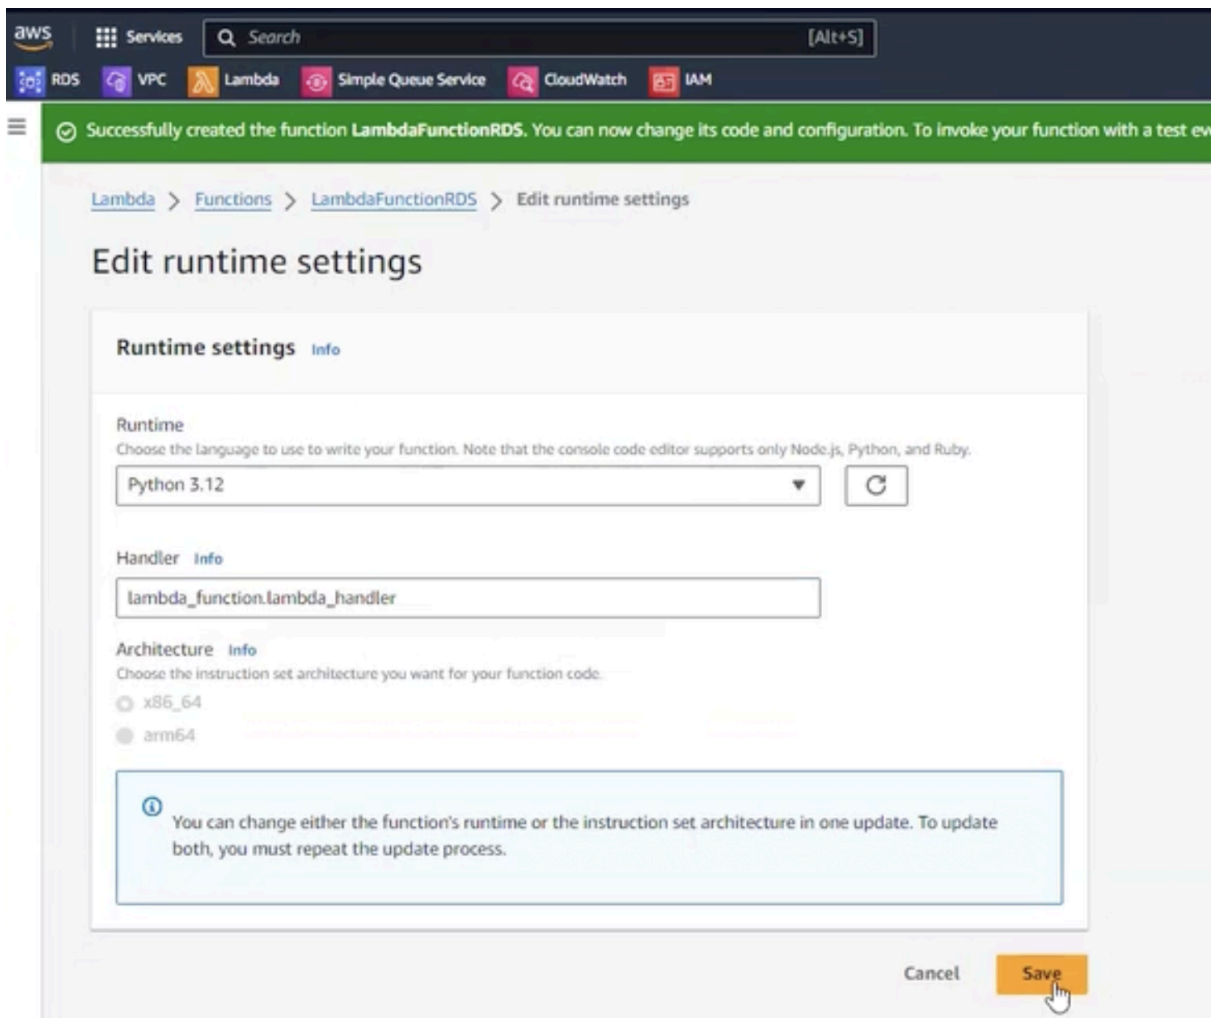 aws Services Search [Alt+S]
RDS VPC Lambda Simple Queue Service CloudWatch IAM
Successfully created the function LambdaFunctionRDS. You can now change its code and configuration. To invoke your function with a test
Lambda > Functions > LambdaFunctionRDS > Edit runtime settings
Edit runtime settings
Runtime settings Info
Runtime
Choose the language to use to write your function. Note that the console code editor supports only Node.js, Python, and Ruby.
Python 3.12
Handler Info
lambda_function.lambda_handler
Architecture Info
Choose the instruction set architecture you want for your function code.
x86_64
arm64
You can change either the function's runtime or the instruction set architecture in one update. To update
both, you must repeat the update process.
Cancel Save